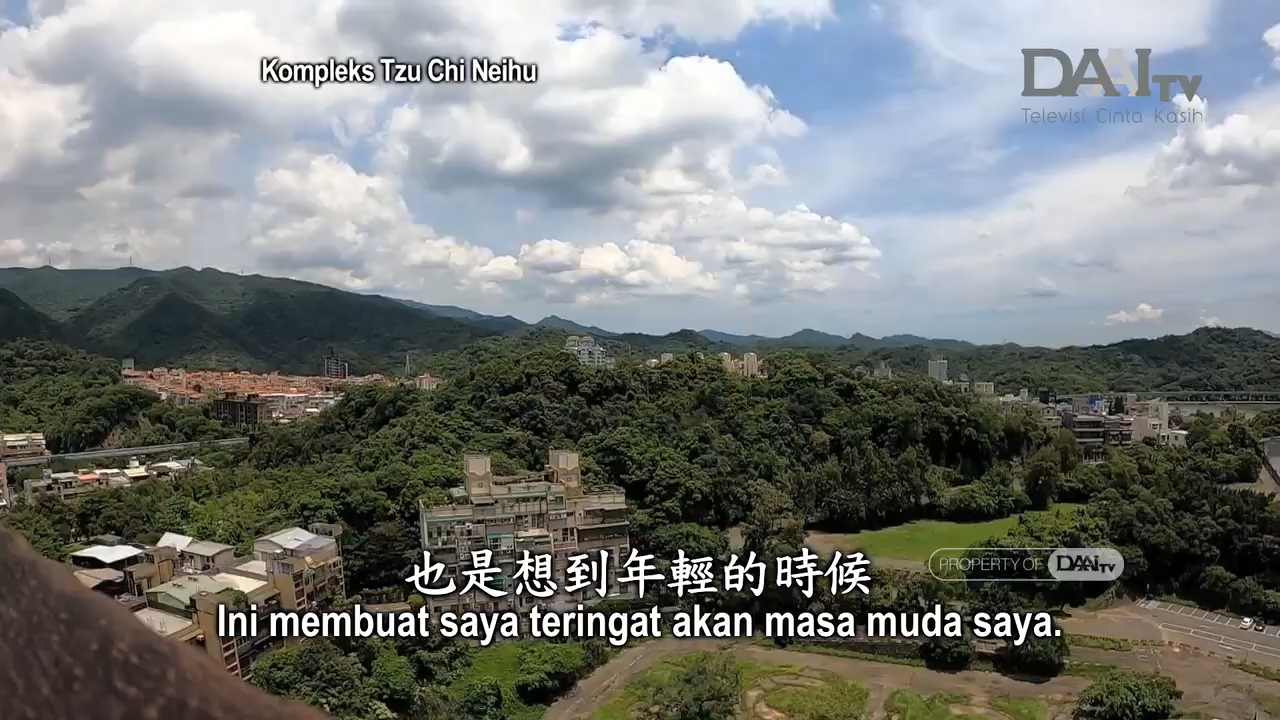 Kompleks Tzu Chi Neihu
DAAI TV
Televisi Cinta Kasih
PROPERTY OF DAAI TV
也是想到年輕的時候
Ini membuat saya teringat akan masa muda saya.